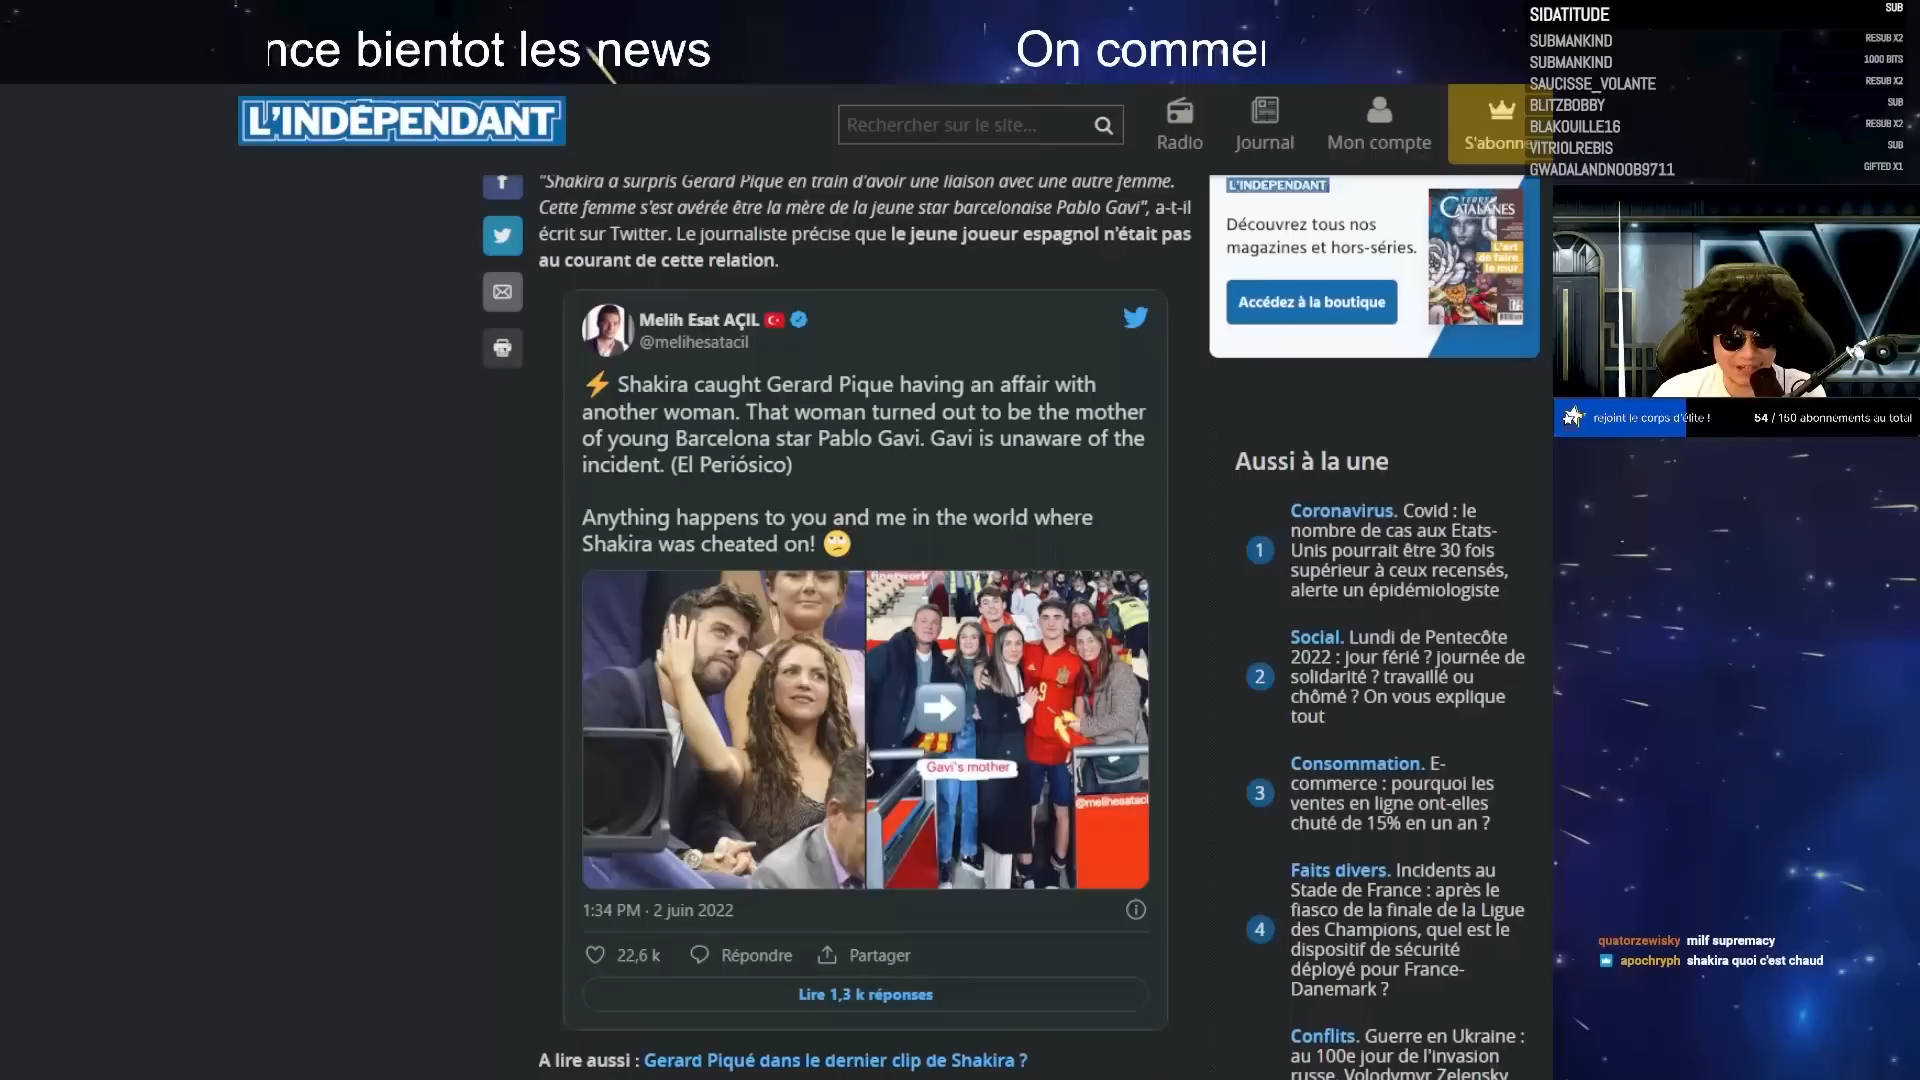 nce bientot les news
On commer
L'INDÉPENDANT
Rechercher sur le site...
Radio
Journal
Mon compte
S'abonne
"Shakira a surpris Gerard Pique en train d'avoir une liaison avec une autre femme.
Cette femme s'est avérée être la mère de la jeune star barcelonaise Pablo Gavi", a-t-il
écrit sur Twitter. Le journaliste précise que le jeune joueur espagnol n'était pas
au courant de cette relation.
Melih Esat AÇIL
@melihesatacil
Shakira caught Gerard Pique having an affair with
another woman. That woman turned out to be the mother
of young Barcelona star Pablo Gavi. Gavi is unaware of the
incident. (El Periósico)
Anything happens to you and me in the world where
Shakira was cheated on! 🙄
finetwork
9
Gavi's mother
@melihesatacil
1:34 PM · 2 juin 2022
22,6 k
Répondre
Partager
Lire 1,3 k réponses
A lire aussi : Gerard Piqué dans le dernier clip de Shakira ?
L'INDÉPENDANT
Découvrez tous nos
magazines et hors-séries.
Accédez à la boutique
TERRES
CATALANES
L'art
de faire
le mur
Aussi à la une
1
Coronavirus. Covid : le
nombre de cas aux Etats-
Unis pourrait être 30 fois
supérieur à ceux recensés,
alerte un épidémiologiste
2
Social. Lundi de Pentecôte
2022 : jour férié ? journée de
solidarité ? travaillé ou
chômé ? On vous explique
tout
3
Consommation. E-
commerce : pourquoi les
ventes en ligne ont-elles
chuté de 15% en un an ?
4
Faits divers. Incidents au
Stade de France : après le
fiasco de la finale de la Ligue
des Champions, quel est le
dispositif de sécurité
déployé pour France-
Danemark ?
Conflits. Guerre en Ukraine :
au 100e jour de l'invasion
russe, Volodymyr Zelensky
SIDATITUDE SUB
SUBMANKIND RESUB X2
SUBMANKIND 1000 BITS
SAUCISSE_VOLANTE RESUB X2
BLITZBOBBY SUB
BLAKOUILLE16 RESUB X2
VITRIOLREBIS SUB
GWADALANDNOOB9711 GIFTED X1
rejoint le corps d'élite !
54 / 150 abonnements au total
quatorzewisky milf supremacy
apochryph shakira quoi c'est chaud